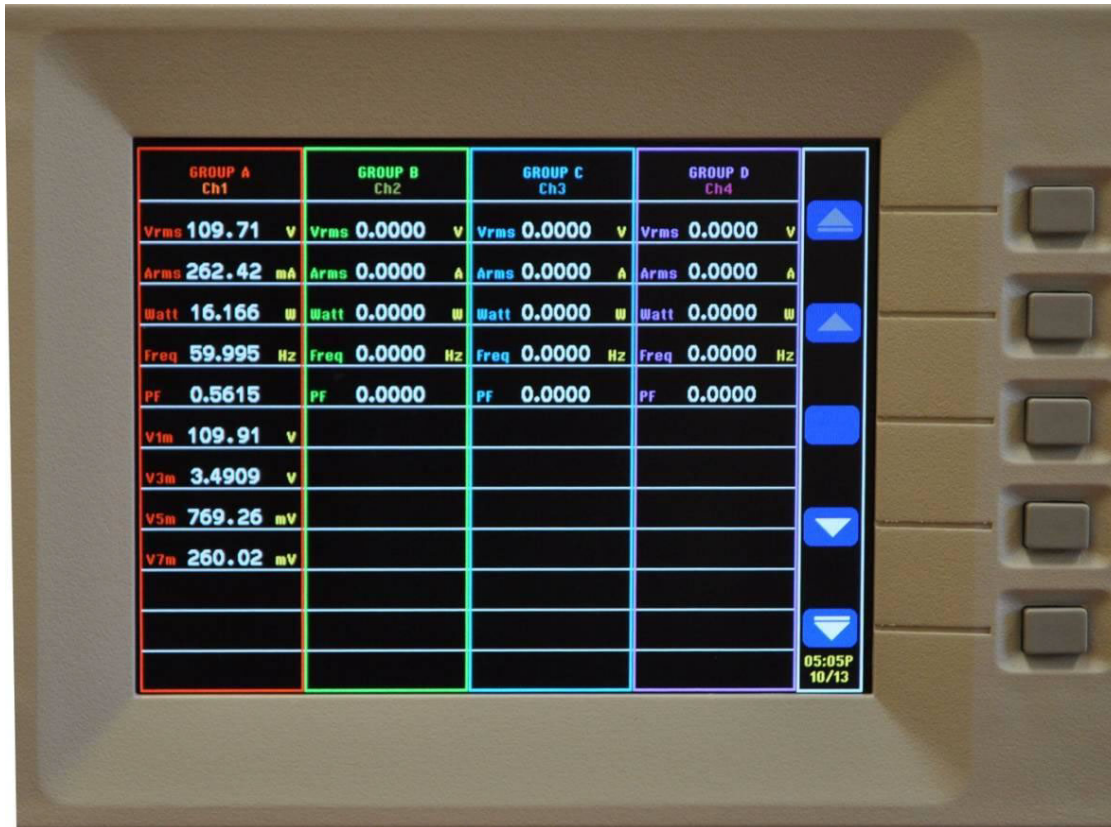 GROUP A GROUP B GROUP C GROUP D
Ch1 Ch2 Ch3 Ch4
Vrms 109.71 V Vrms 0.0000 V Vrms 0.0000 V Vrms 0.0000 V
Arms 262.42 mA Arms 0.0000 A Arms 0.0000 A Arms 0.0000 A
Watt 16.166 W Watt 0.0000 W Watt 0.0000 W Watt 0.0000 W
Freq 59.995 Hz Freq 0.0000 Hz Freq 0.0000 Hz Freq 0.0000 Hz
PF 0.5615 PF 0.0000 PF 0.0000 PF 0.0000
V1m 109.91 V
V3m 3.4909 V
V5m 769.26 mV
V7m 260.02 mV
05:05P
10/13